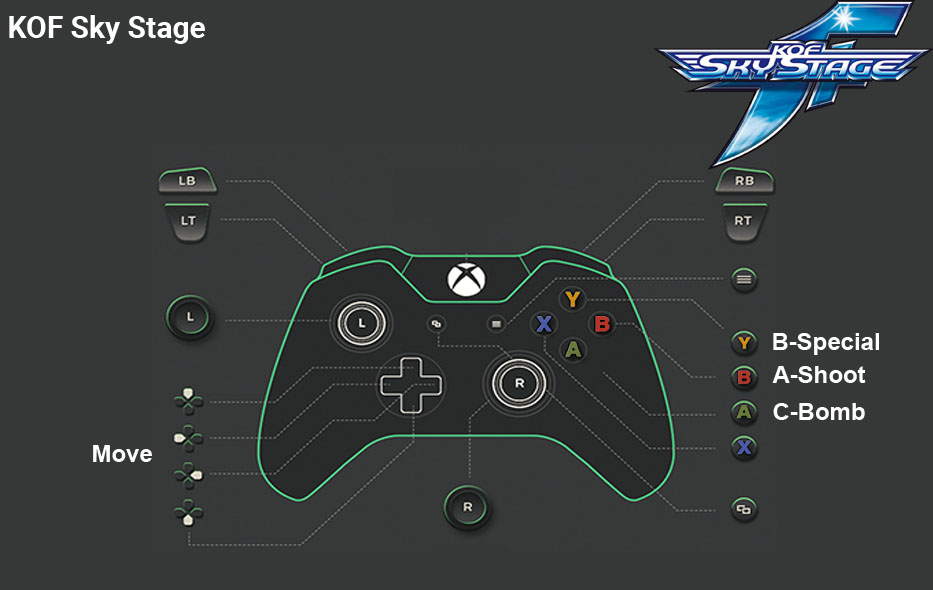 KOF Sky Stage
KOF
SKY STAGE
LB
RB
LT
RT
L
L
Y
X
B
A
R
Y B-Special
B A-Shoot
A C-Bomb
X
Move
R